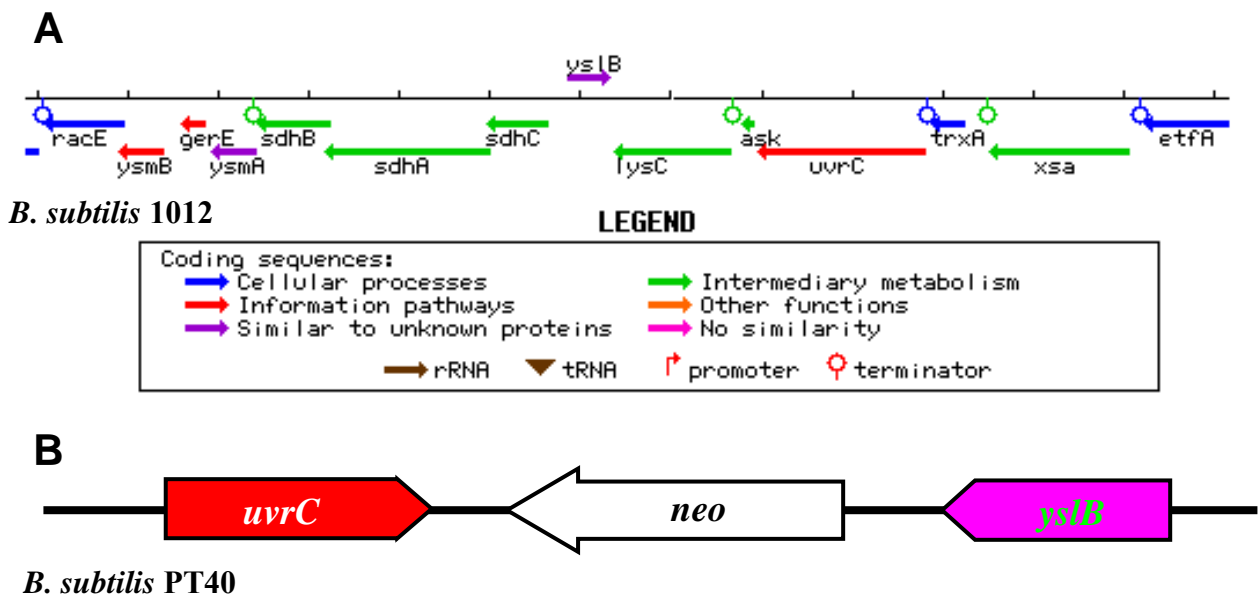 A
yslB
racE gerE sdhB sdhC ask trxA etfA
ysmB ysmA sdhA lysC uvrC xsa
B. subtilis 1012
LEGEND
Coding sequences:
Cellular processes Intermediary metabolism
Information pathways Other functions
Similar to unknown proteins No similarity
rRNA tRNA promoter terminator
B
uvrC neo yslB
B. subtilis PT40